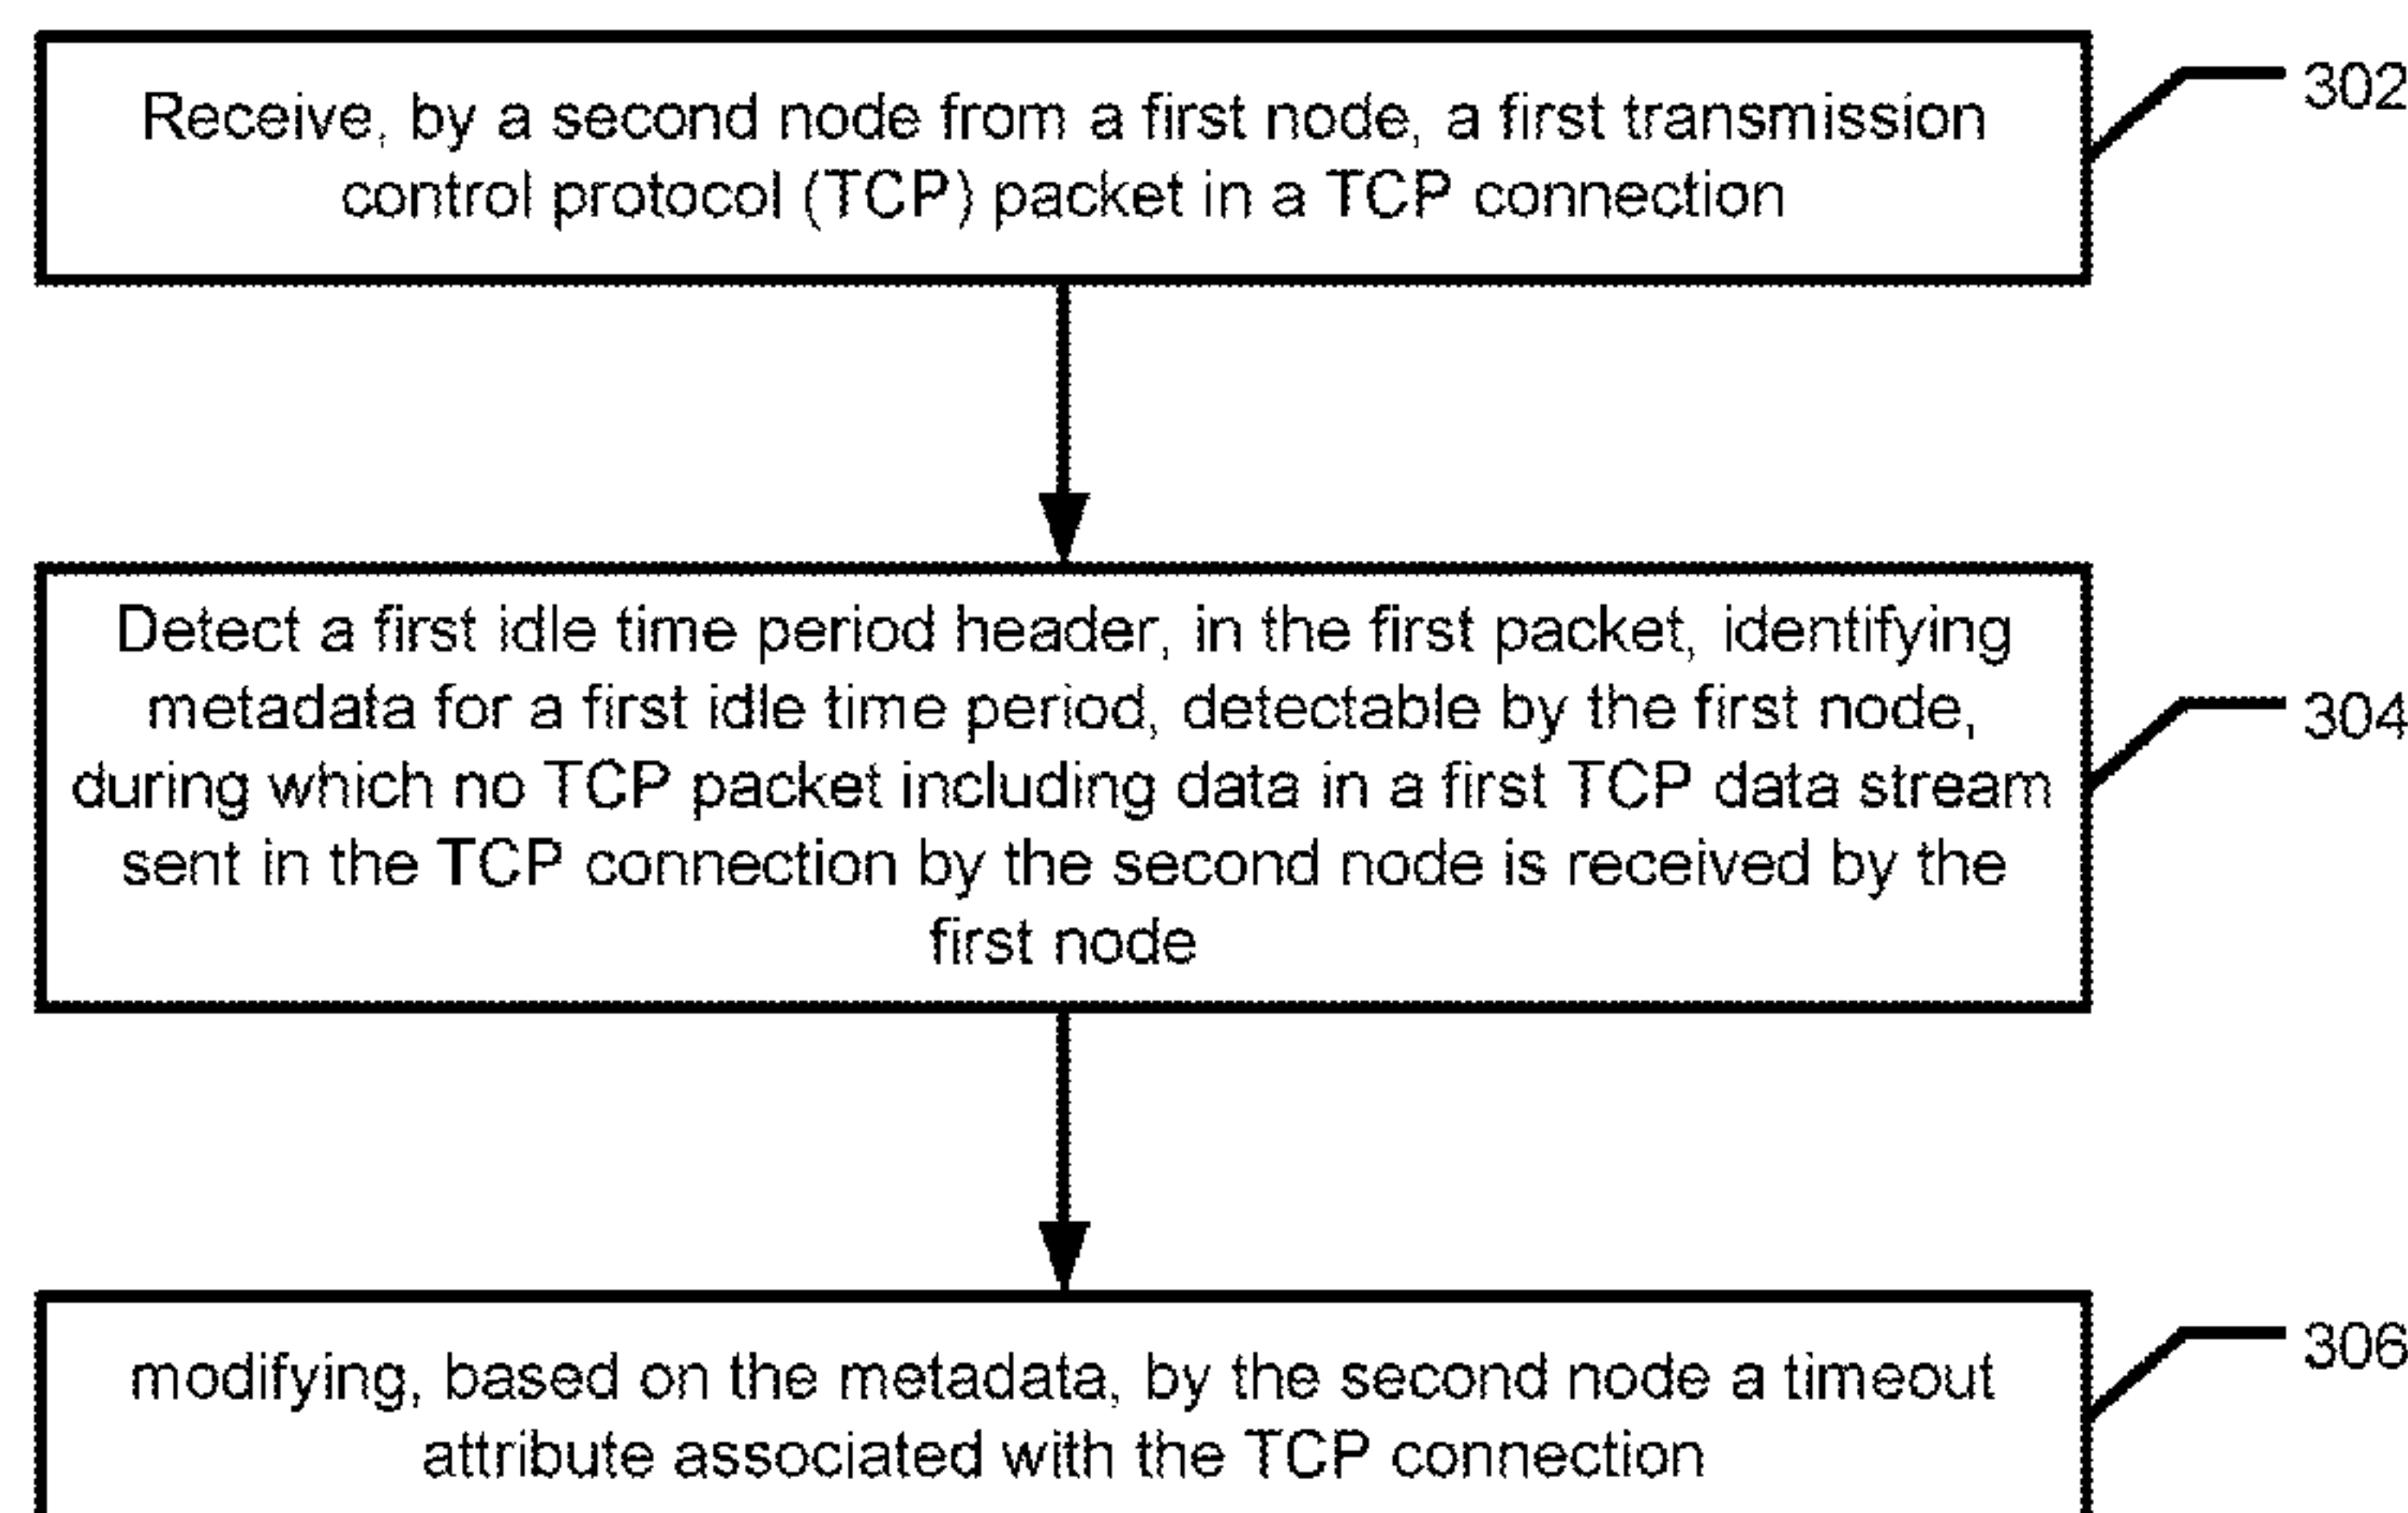 Receive, by a second node from a first node, a first transmission
control protocol (TCP) packet in a TCP connection
302
Detect a first idle time period header, in the first packet, identifying
metadata for a first idle time period, detectable by the first node,
during which no TCP packet including data in a first TCP data stream
sent in the TCP connection by the second node is received by the
first node
304
modifying, based on the metadata, by the second node a timeout
attribute associated with the TCP connection
306